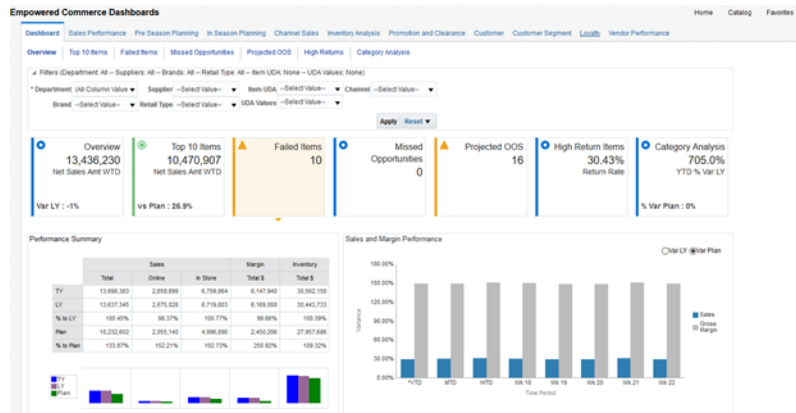 Empowered Commerce Dashboards
Home Catalog Favorites
Dashboard Sales Performance Pre Season Planning In Season Planning Channel Sales Inventory Analysis Promotion and Clearance Customer Customer Segment Loyalty Vendor Performance
Overview Top 10 Items Failed Items Missed Opportunities Projected OOS High Returns Category Analysis
Filters (Department: All -- Suppliers: All -- Brands: All -- Retail Type: All -- Item UDA: None -- UDA Values: None)
* Department (All Column Value Supplier --Select Value-- Item UDA --Select Value-- Channel --Select Value--
Brand --Select Value-- Retail Type --Select Value-- UDA Values --Select Value--
Apply Reset
Overview
13,436,230
Net Sales Amt WTD
Var LY : -1%
Top 10 Items
10,470,907
Net Sales Amt WTD
vs Plan : 26.9%
Failed Items
10
Missed
Opportunities
0
Projected OOS
16
High Return Items
30.43%
Return Rate
Category Analysis
705.0%
YTD % Var LY
% Var Plan : 0%
Performance Summary
Sales Margin Inventory
Total Online In Store Total $ Total $
TY 13,698,383 2,658,699 6,759,864 6,147,940 30,562,158
LY 13,637,345 2,675,828 6,719,803 6,169,008 30,443,733
% to LY 100.45% 98.37% 100.77% 99.66% 100.39%
Plan 10,232,602 2,055,140 4,996,890 2,450,206 27,957,686
% to Plan 133.87% 152.21% 102.73% 250.92% 109.32%
TY
LY
Plan
Sales and Margin Performance
Var LY Var Plan
180.00%
150.00%
120.00%
90.00%
60.00%
30.00%
0.00%
Variance
*YTD MTD WTD Wk 18 Wk 19 Wk 20 Wk 21 Wk 22
Time Period
Sales
Gross
Margin